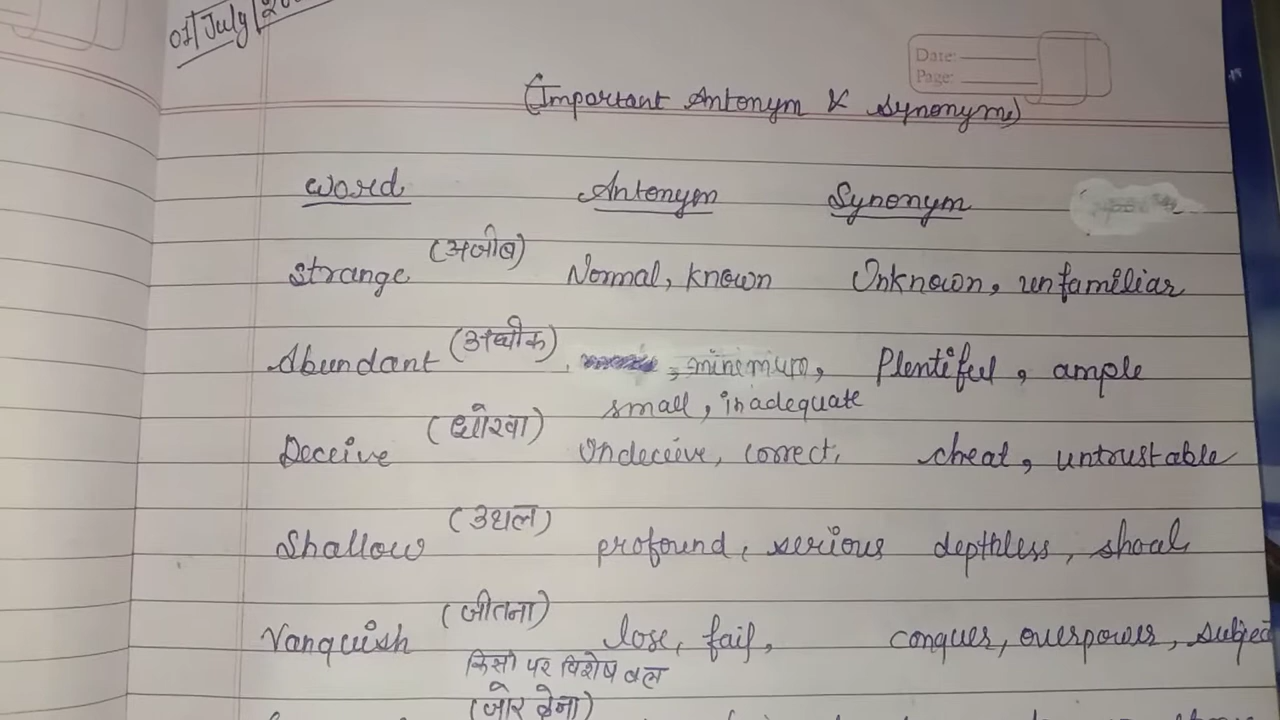 01/July/20
Date:
Page:
(Important Antonym & Synonyms)
Word Antonym Synonym
Strange (अजीब) Normal, known Unknown, unfamiliar
Abundant (अधीक) , minimum, Plentiful, ample
small, inadequate
Deceive (धोखा) Undeceive, correct, cheat, untrustable
Shallow (उथल) profound, serious depthless, shoal
Vanquish (जीतना) lose, fail, conquer, overpower, subject
किसी पर विशेष बल
(जोर देना)